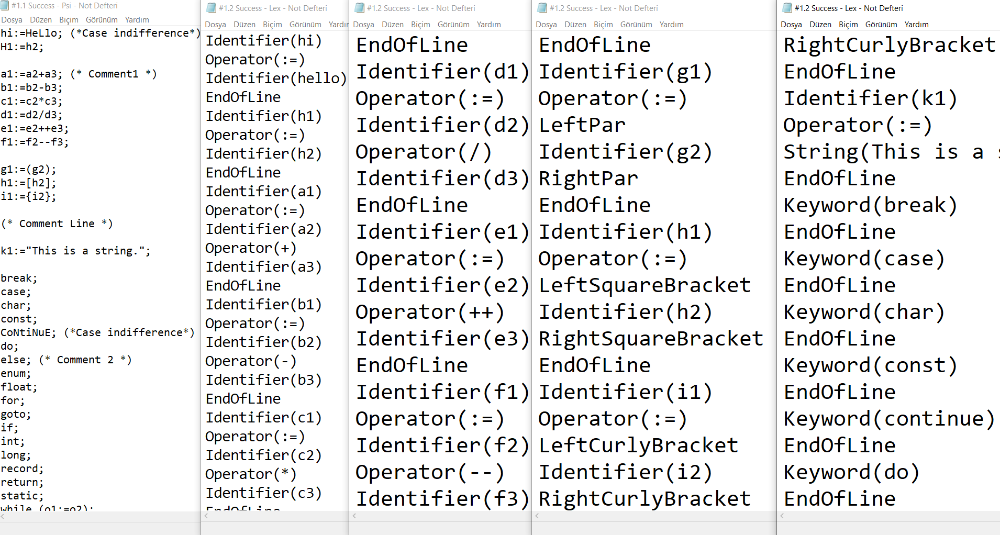 #1.1 Success - Psi - Not Defteri
Dosya Düzen Biçim Görünüm Yardım
hi:=HeLlo; (*Case indifference*)
H1:=h2;
a1:=a2+a3; (* Comment1 *)
b1:=b2-b3;
c1:=c2*c3;
d1:=d2/d3;
e1:=e2++e3;
f1:=f2--f3;
g1:=(g2);
h1:=[h2];
i1:={i2};
(* Comment Line *)
k1:="This is a string.";
break;
case;
char;
const;
CoNtiNuE; (*Case indifference*)
do;
else; (* Comment 2 *)
enum;
float;
for;
goto;
if;
int;
long;
record;
return;
static;
while (o1:=o2);
#1.2 Success - Lex - Not Defteri
Dosya Düzen Biçim Görünüm Yardım
Identifier(hi)
Operator(:=)
Identifier(hello)
EndOfLine
Identifier(h1)
Operator(:=)
Identifier(h2)
EndOfLine
Identifier(a1)
Operator(:=)
Identifier(a2)
Operator(+)
Identifier(a3)
EndOfLine
Identifier(b1)
Operator(:=)
Identifier(b2)
Operator(-)
Identifier(b3)
EndOfLine
Identifier(c1)
Operator(:=)
Identifier(c2)
Operator(*)
Identifier(c3)
EndOfLine
#1.2 Success - Lex - Not Defteri
Dosya Düzen Biçim Görünüm Yardım
EndOfLine
Identifier(d1)
Operator(:=)
Identifier(d2)
Operator(/)
Identifier(d3)
EndOfLine
Identifier(e1)
Operator(:=)
Identifier(e2)
Operator(++)
Identifier(e3)
EndOfLine
Identifier(f1)
Operator(:=)
Identifier(f2)
Operator(--)
Identifier(f3)
#1.2 Success - Lex - Not Defteri
Dosya Düzen Biçim Görünüm Yardım
EndOfLine
Identifier(g1)
Operator(:=)
LeftPar
Identifier(g2)
RightPar
EndOfLine
Identifier(h1)
Operator(:=)
LeftSquareBracket
Identifier(h2)
RightSquareBracket
EndOfLine
Identifier(i1)
Operator(:=)
LeftCurlyBracket
Identifier(i2)
RightCurlyBracket
#1.2 Success - Lex - Not Defteri
Dosya Düzen Biçim Görünüm Yardım
RightCurlyBracket
EndOfLine
Identifier(k1)
Operator(:=)
String(This is a
EndOfLine
Keyword(break)
EndOfLine
Keyword(case)
EndOfLine
Keyword(char)
EndOfLine
Keyword(const)
EndOfLine
Keyword(continue)
EndOfLine
Keyword(do)
EndOfLine